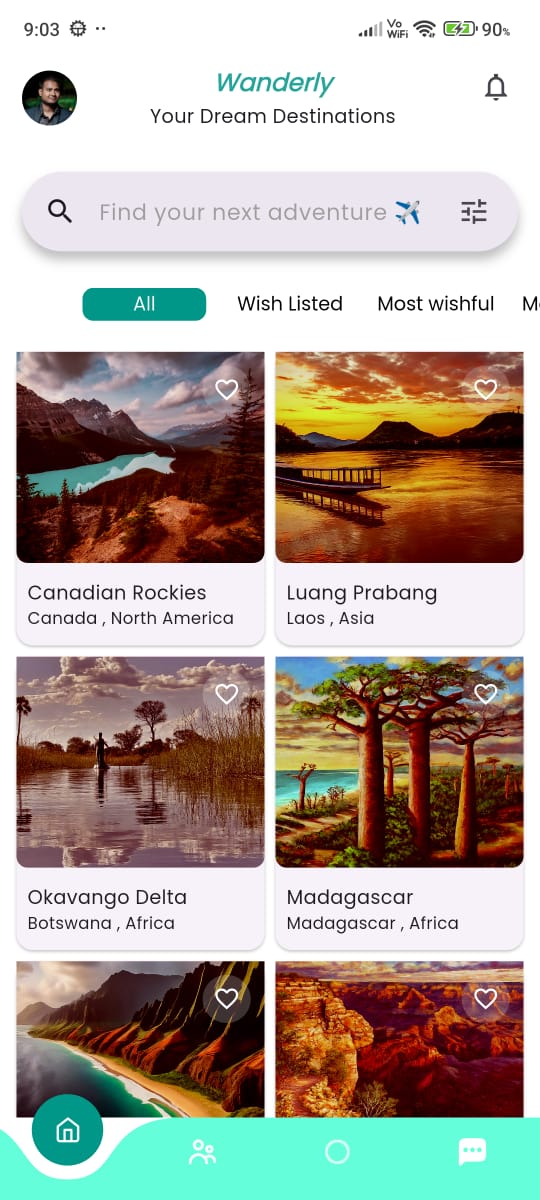 9:03
Vo
WiFi
90%
Wanderly
Your Dream Destinations
Find your next adventure ✈️
All
Wish Listed
Most wishful
Canadian Rockies
Canada , North America
Luang Prabang
Laos , Asia
Okavango Delta
Botswana , Africa
Madagascar
Madagascar , Africa